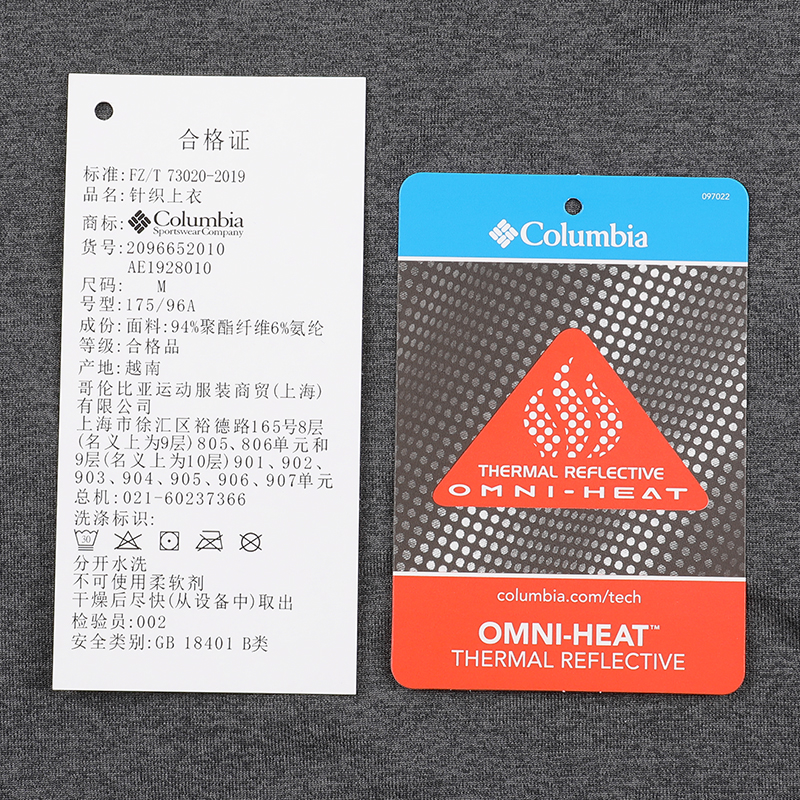 合格证
标准:FZ/T 73020-2019
品名:针织上衣
商标:Columbia
Sportswear Company
货号:2096652010
AE1928010
尺码: M
号型:175/96A
成份:面料:94%聚酯纤维6%氨纶
等级:合格品
产地:越南
哥伦比亚运动服装商贸(上海)
有限公司
上海市徐汇区裕德路165号8层
(名义上为9层)805、806单元和
9层(名义上为10层)901、902、
903、904、905、906、907单元
总机:021-60237366
洗涤标识:
30
分开水洗
不可使用柔软剂
干燥后尽快(从设备中)取出
检验员:002
安全类别:GB 18401 B类
097022
Columbia
THERMAL REFLECTIVE
OMNI-HEAT
columbia.com/tech
OMNI-HEAT™
THERMAL REFLECTIVE